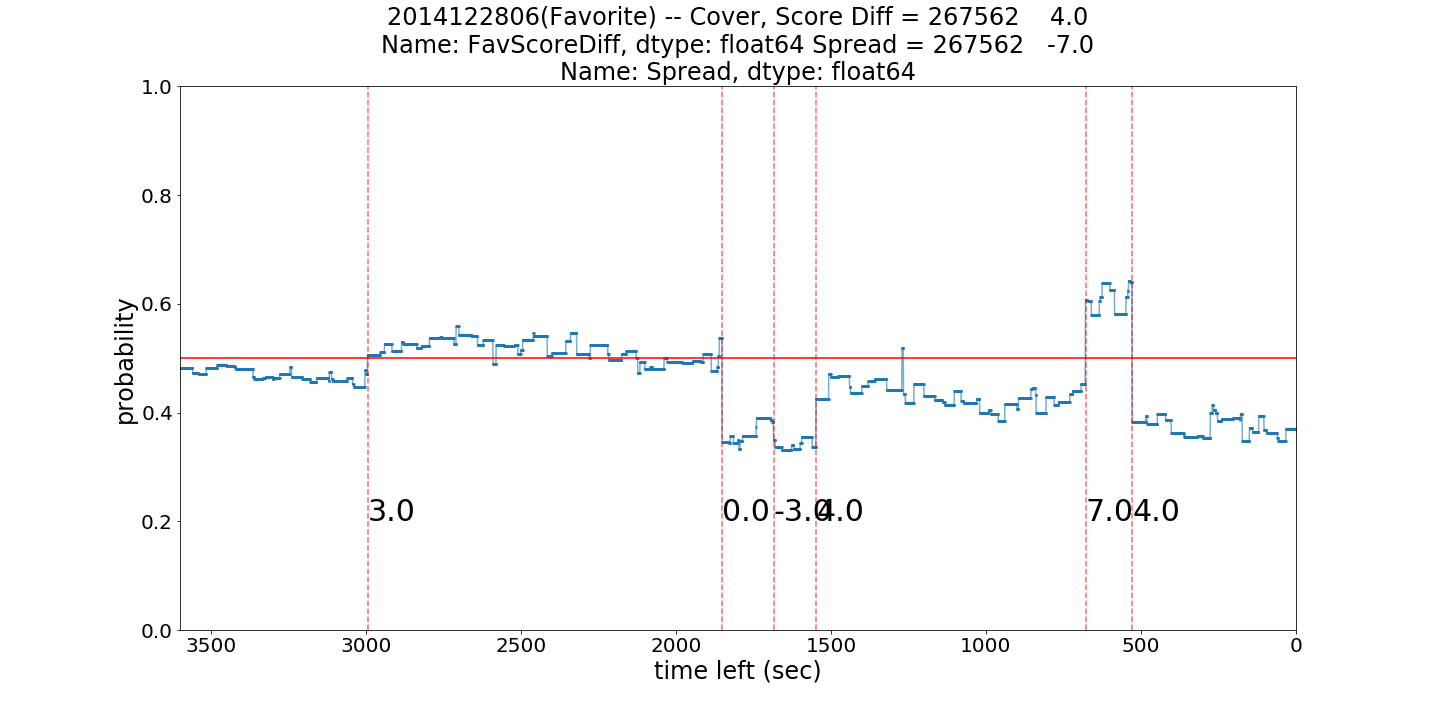 2014122806(Favorite) -- Cover, Score Diff = 267562    4.0
Name: FavScoreDiff, dtype: float64 Spread = 267562   -7.0
Name: Spread, dtype: float64
1.0
0.8
0.6
0.4
0.2
0.0
probability
3.0
0.0
-3.0
4.0
7.0
4.0
3500 3000 2500 2000 1500 1000 500 0
time left (sec)